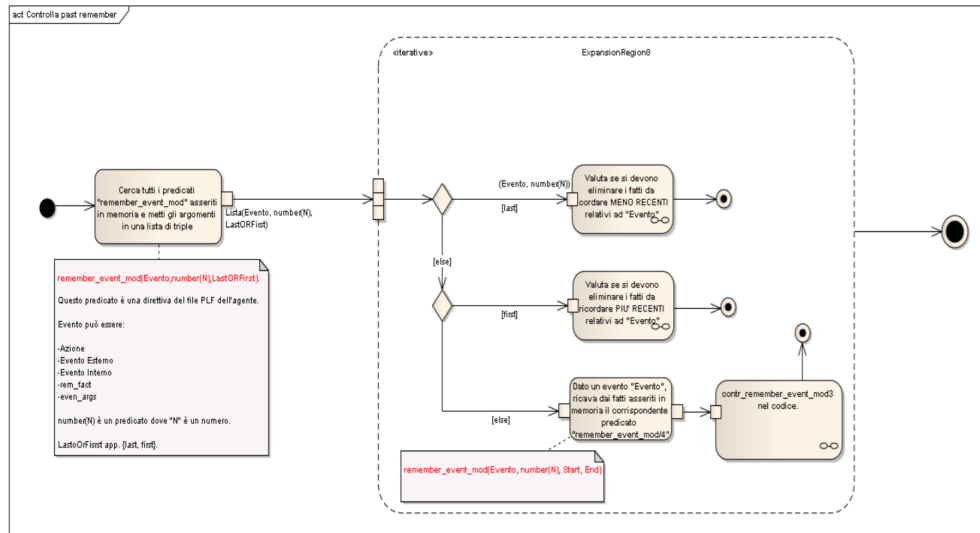 act Controlla past remember
«iterative»
ExpansionRegion8
Cerca tutti i predicati
"remember_event_mod" asseriti
in memoria e metti gli argomenti
in una lista di triple
Lista(Evento, number(N),
LastORFirst)
remember_event_mod(Evento,number(N),LastORFirst).
Questo predicato è una direttiva del file PLF dell'agente.
Evento può essere:
-Azione
-Evento Esterno
-Evento Interno
-rem_fact
-even_args
number(N) è un predicato dove "N" è un numero.
LastoOrFisrst app. {last, first}.
(Evento, number(N))
[last]
Valuta se si devono
eliminare i fatti da
cordare MENO RECENTI
relativi ad "Evento"
[else]
[first]
Valuta se si devono
eliminare i fatti da
ricordare PIU' RECENTI
relativi ad "Evento"
[else]
Dato un evento "Evento",
ricava dai fatti asseriti in
memoria il corrispondente
predicato
"remember_event_mod/4"
contr_remember_event_mod3
nel codice.
remember_event_mod(Evento, number(N), Start, End)